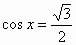 cos x = √3/2